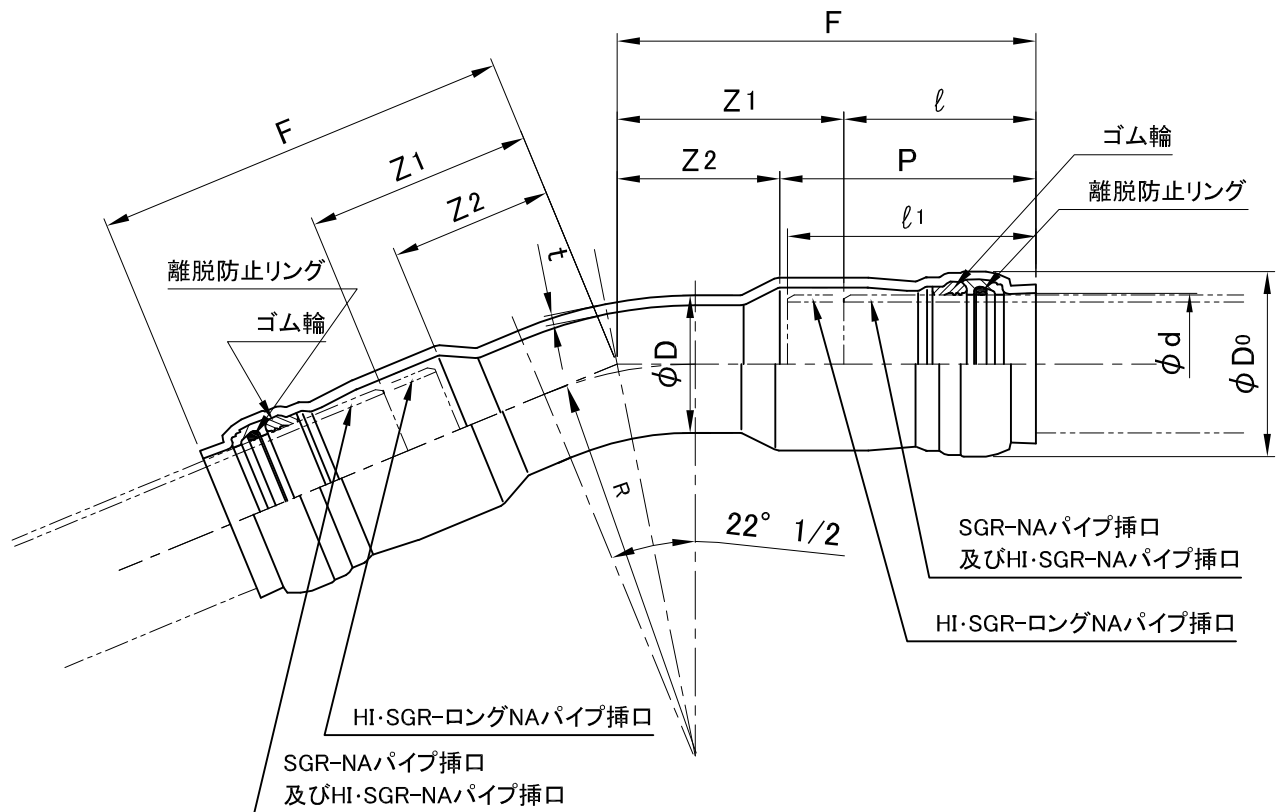 F
F
Z1
ℓ
Z1
ゴム輪
Z2
P
離脱防止リング
Z2
ℓ1
t
離脱防止リング
ゴム輪
φD
φd
φD0
R
22° 1/2
SGR-NAパイプ挿口
及びHI·SGR-NAパイプ挿口
HI·SGR-ロングNAパイプ挿口
HI·SGR-ロングNAパイプ挿口
SGR-NAパイプ挿口
及びHI·SGR-NAパイプ挿口